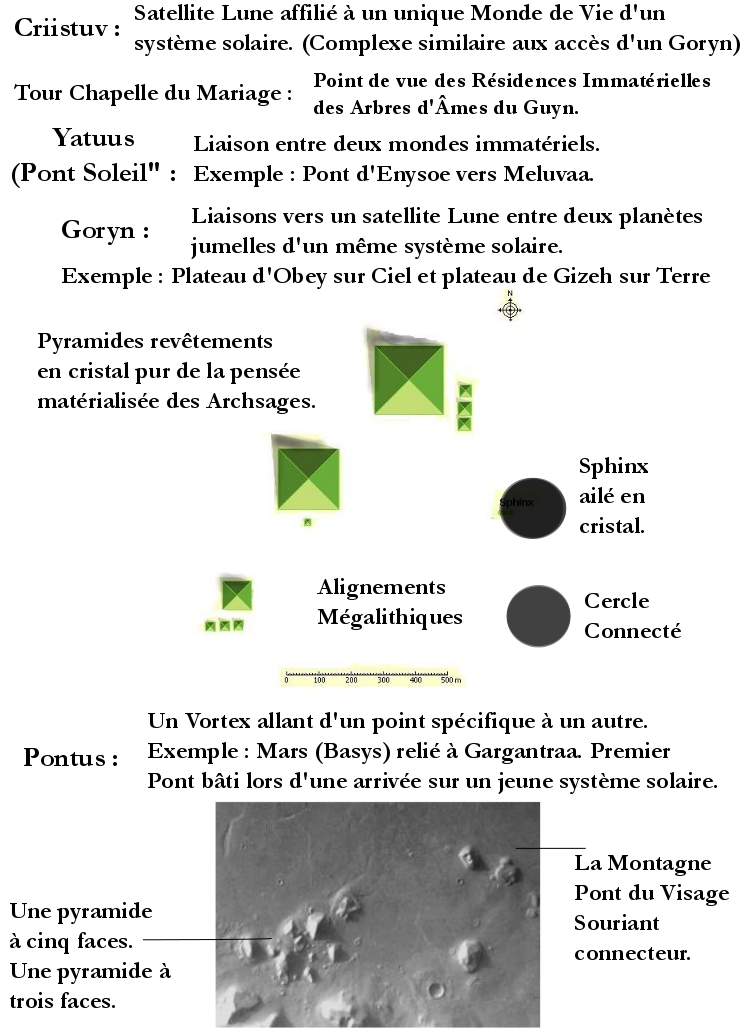 Criistuv : Satellite Lune affilié à un unique Monde de Vie d'un
système solaire. (Complexe similaire aux accès d'un Goryn)
Tour Chapelle du Mariage : Point de vue des Résidences Immatérielles
des Arbres d'Âmes du Guyn.
Yatuus
(Pont Soleil" :
Liaison entre deux mondes immatériels.
Exemple : Pont d'Enysoe vers Meluvaa.
Goryn :
Liaisons vers un satellite Lune entre deux planètes
jumelles d'un même système solaire.
Exemple : Plateau d'Obey sur Ciel et plateau de Gizeh sur Terre
N
Pyramides revêtements
en cristal pur de la pensée
matérialisée des Archsages.
Sphinx
Sphinx
ailé en
cristal.
Alignements
Mégalithiques
Cercle
Connecté
0 100 200 300 400 500 m
Pontus :
Un Vortex allant d'un point spécifique à un autre.
Exemple : Mars (Basys) relié à Gargantraa. Premier
Pont bâti lors d'une arrivée sur un jeune système solaire.
La Montagne
Pont du Visage
Souriant
connecteur.
Une pyramide
à cinq faces.
Une pyramide à
trois faces.